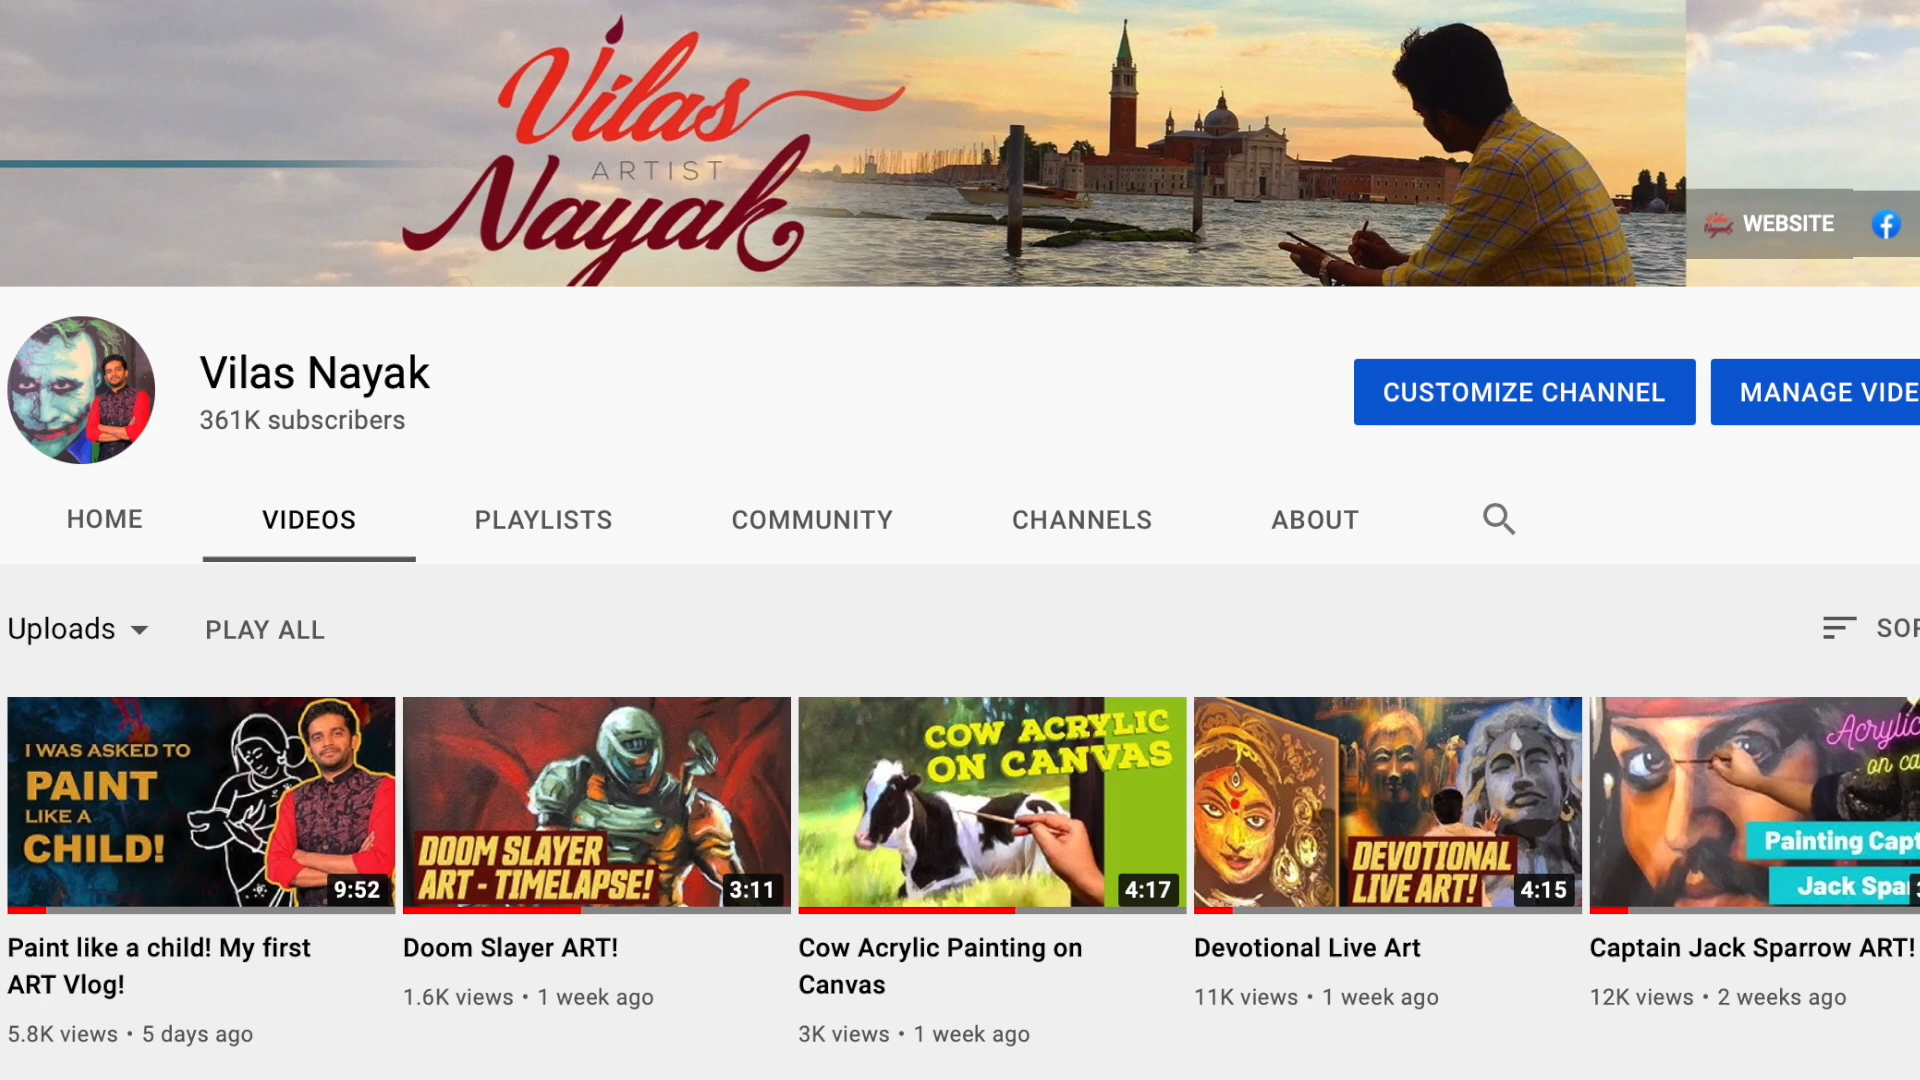 Vilas
ARTIST
Nayak
WEBSITE
Vilas Nayak
361K subscribers
CUSTOMIZE CHANNEL
MANAGE VIDE
HOME
VIDEOS
PLAYLISTS
COMMUNITY
CHANNELS
ABOUT
Uploads
PLAY ALL
SOR
I WAS ASKED TO
PAINT
LIKE A
CHILD!
9:52
DOOM SLAYER
ART - TIMELAPSE!
3:11
COW ACRYLIC
ON CANVAS
4:17
DEVOTIONAL
LIVE ART!
4:15
Acrylic
on ca
Painting Capt
Jack Spar
Paint like a child! My first
ART Vlog!
5.8K views • 5 days ago
Doom Slayer ART!
1.6K views • 1 week ago
Cow Acrylic Painting on
Canvas
3K views • 1 week ago
Devotional Live Art
11K views • 1 week ago
Captain Jack Sparrow ART!
12K views • 2 weeks ago